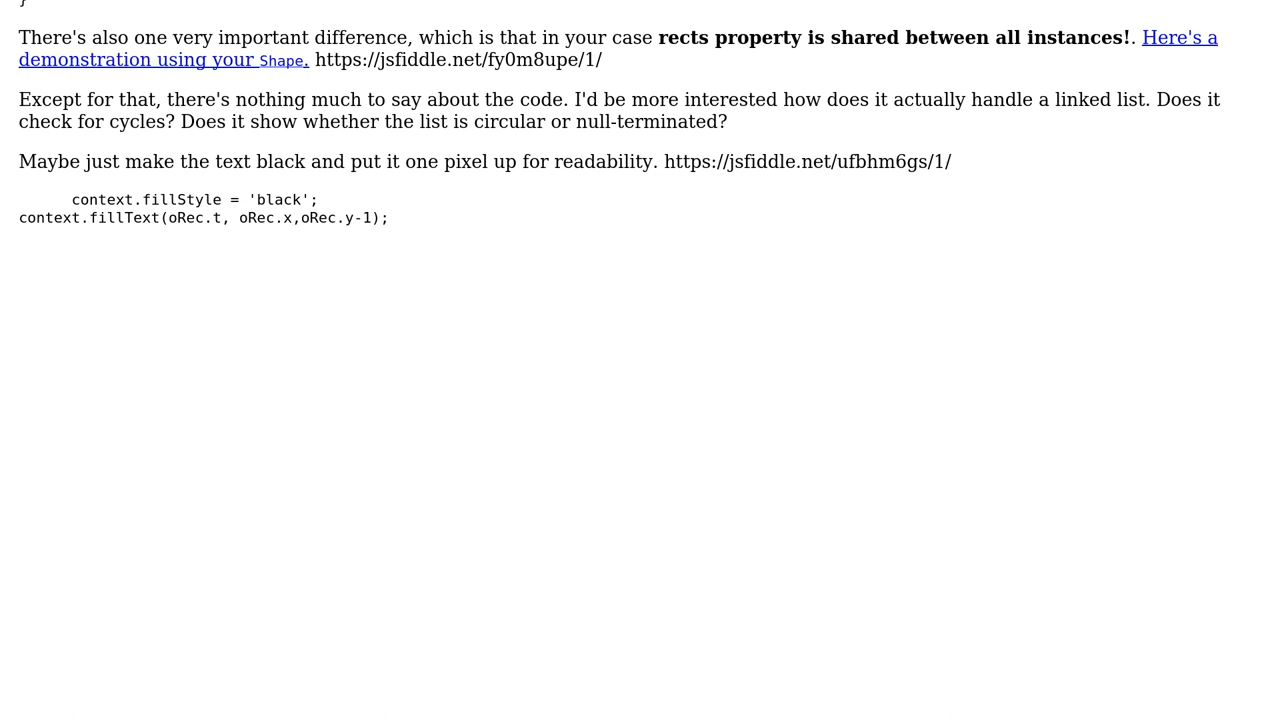 }
There's also one very important difference, which is that in your case rects property is shared between all instances!. Here's a
demonstration using your Shape. https://jsfiddle.net/fy0m8upe/1/
Except for that, there's nothing much to say about the code. I'd be more interested how does it actually handle a linked list. Does it
check for cycles? Does it show whether the list is circular or null-terminated?
Maybe just make the text black and put it one pixel up for readability. https://jsfiddle.net/ufbhm6gs/1/
context.fillStyle = 'black';
context.fillText(oRec.t, oRec.x,oRec.y-1);